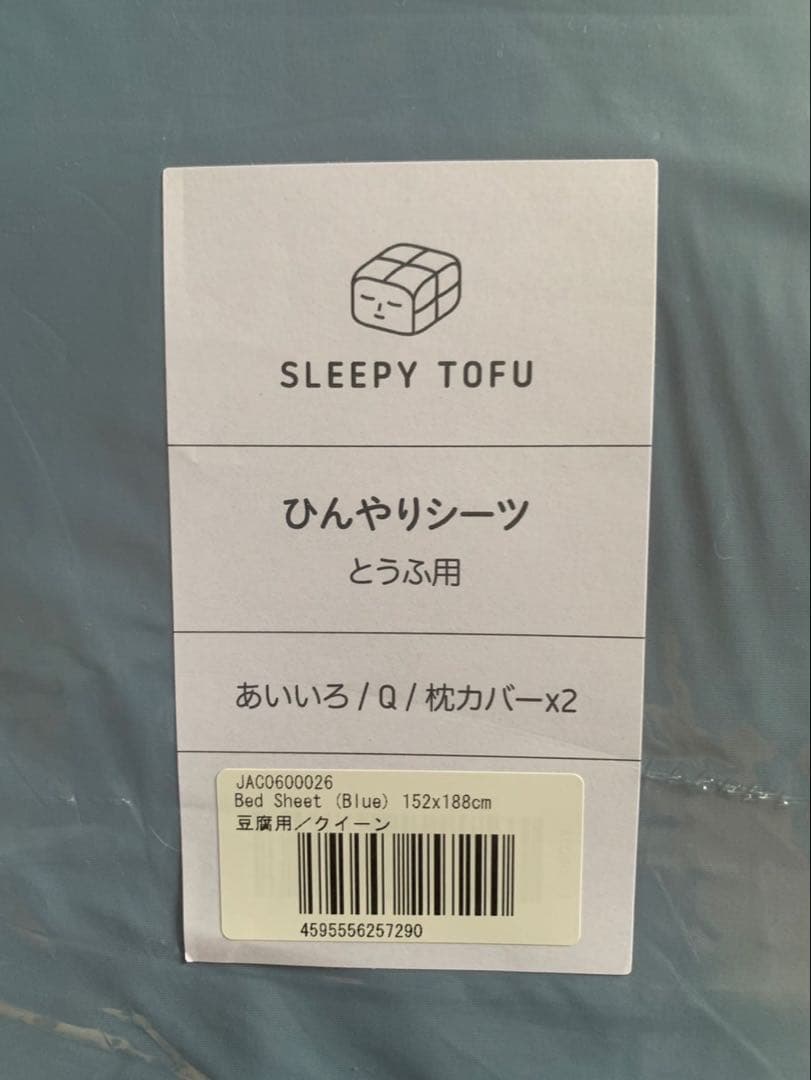 SLEEPY TOFU
ひんやりシーツ
とうふ用
あいいろ / Q / 枕カバーx2
JAC0600026
Bed Sheet (Blue) 152x188cm
豆腐用／クイーン
4595556257290